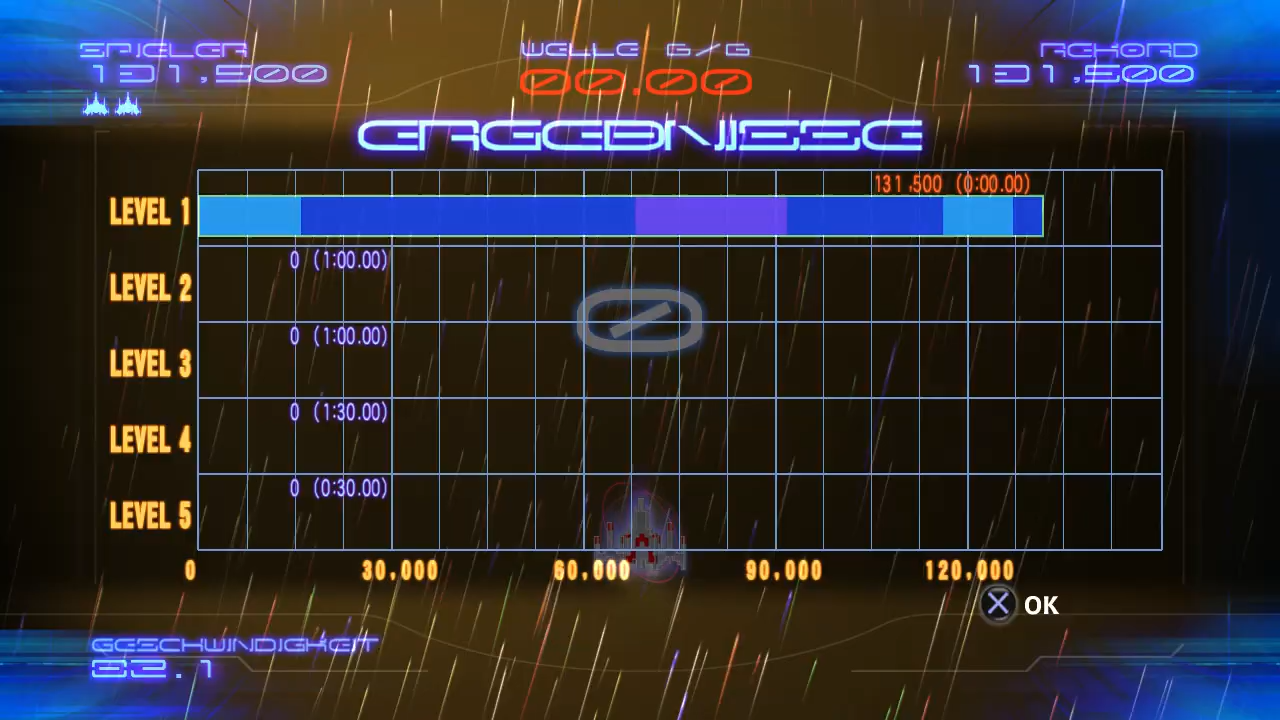 SPIELER
131,500
WELLE 6/6
00.00
REKORD
131,500
ERGEBNISSE
131,500 (0:00.00)
LEVEL 1
0 (1:00.00)
LEVEL 2
0
0 (1:00.00)
LEVEL 3
0 (1:30.00)
LEVEL 4
0 (0:30.00)
LEVEL 5
0 30,000 60,000 90,000 120,000
OK
GESCHWINDIGKEIT
82.1